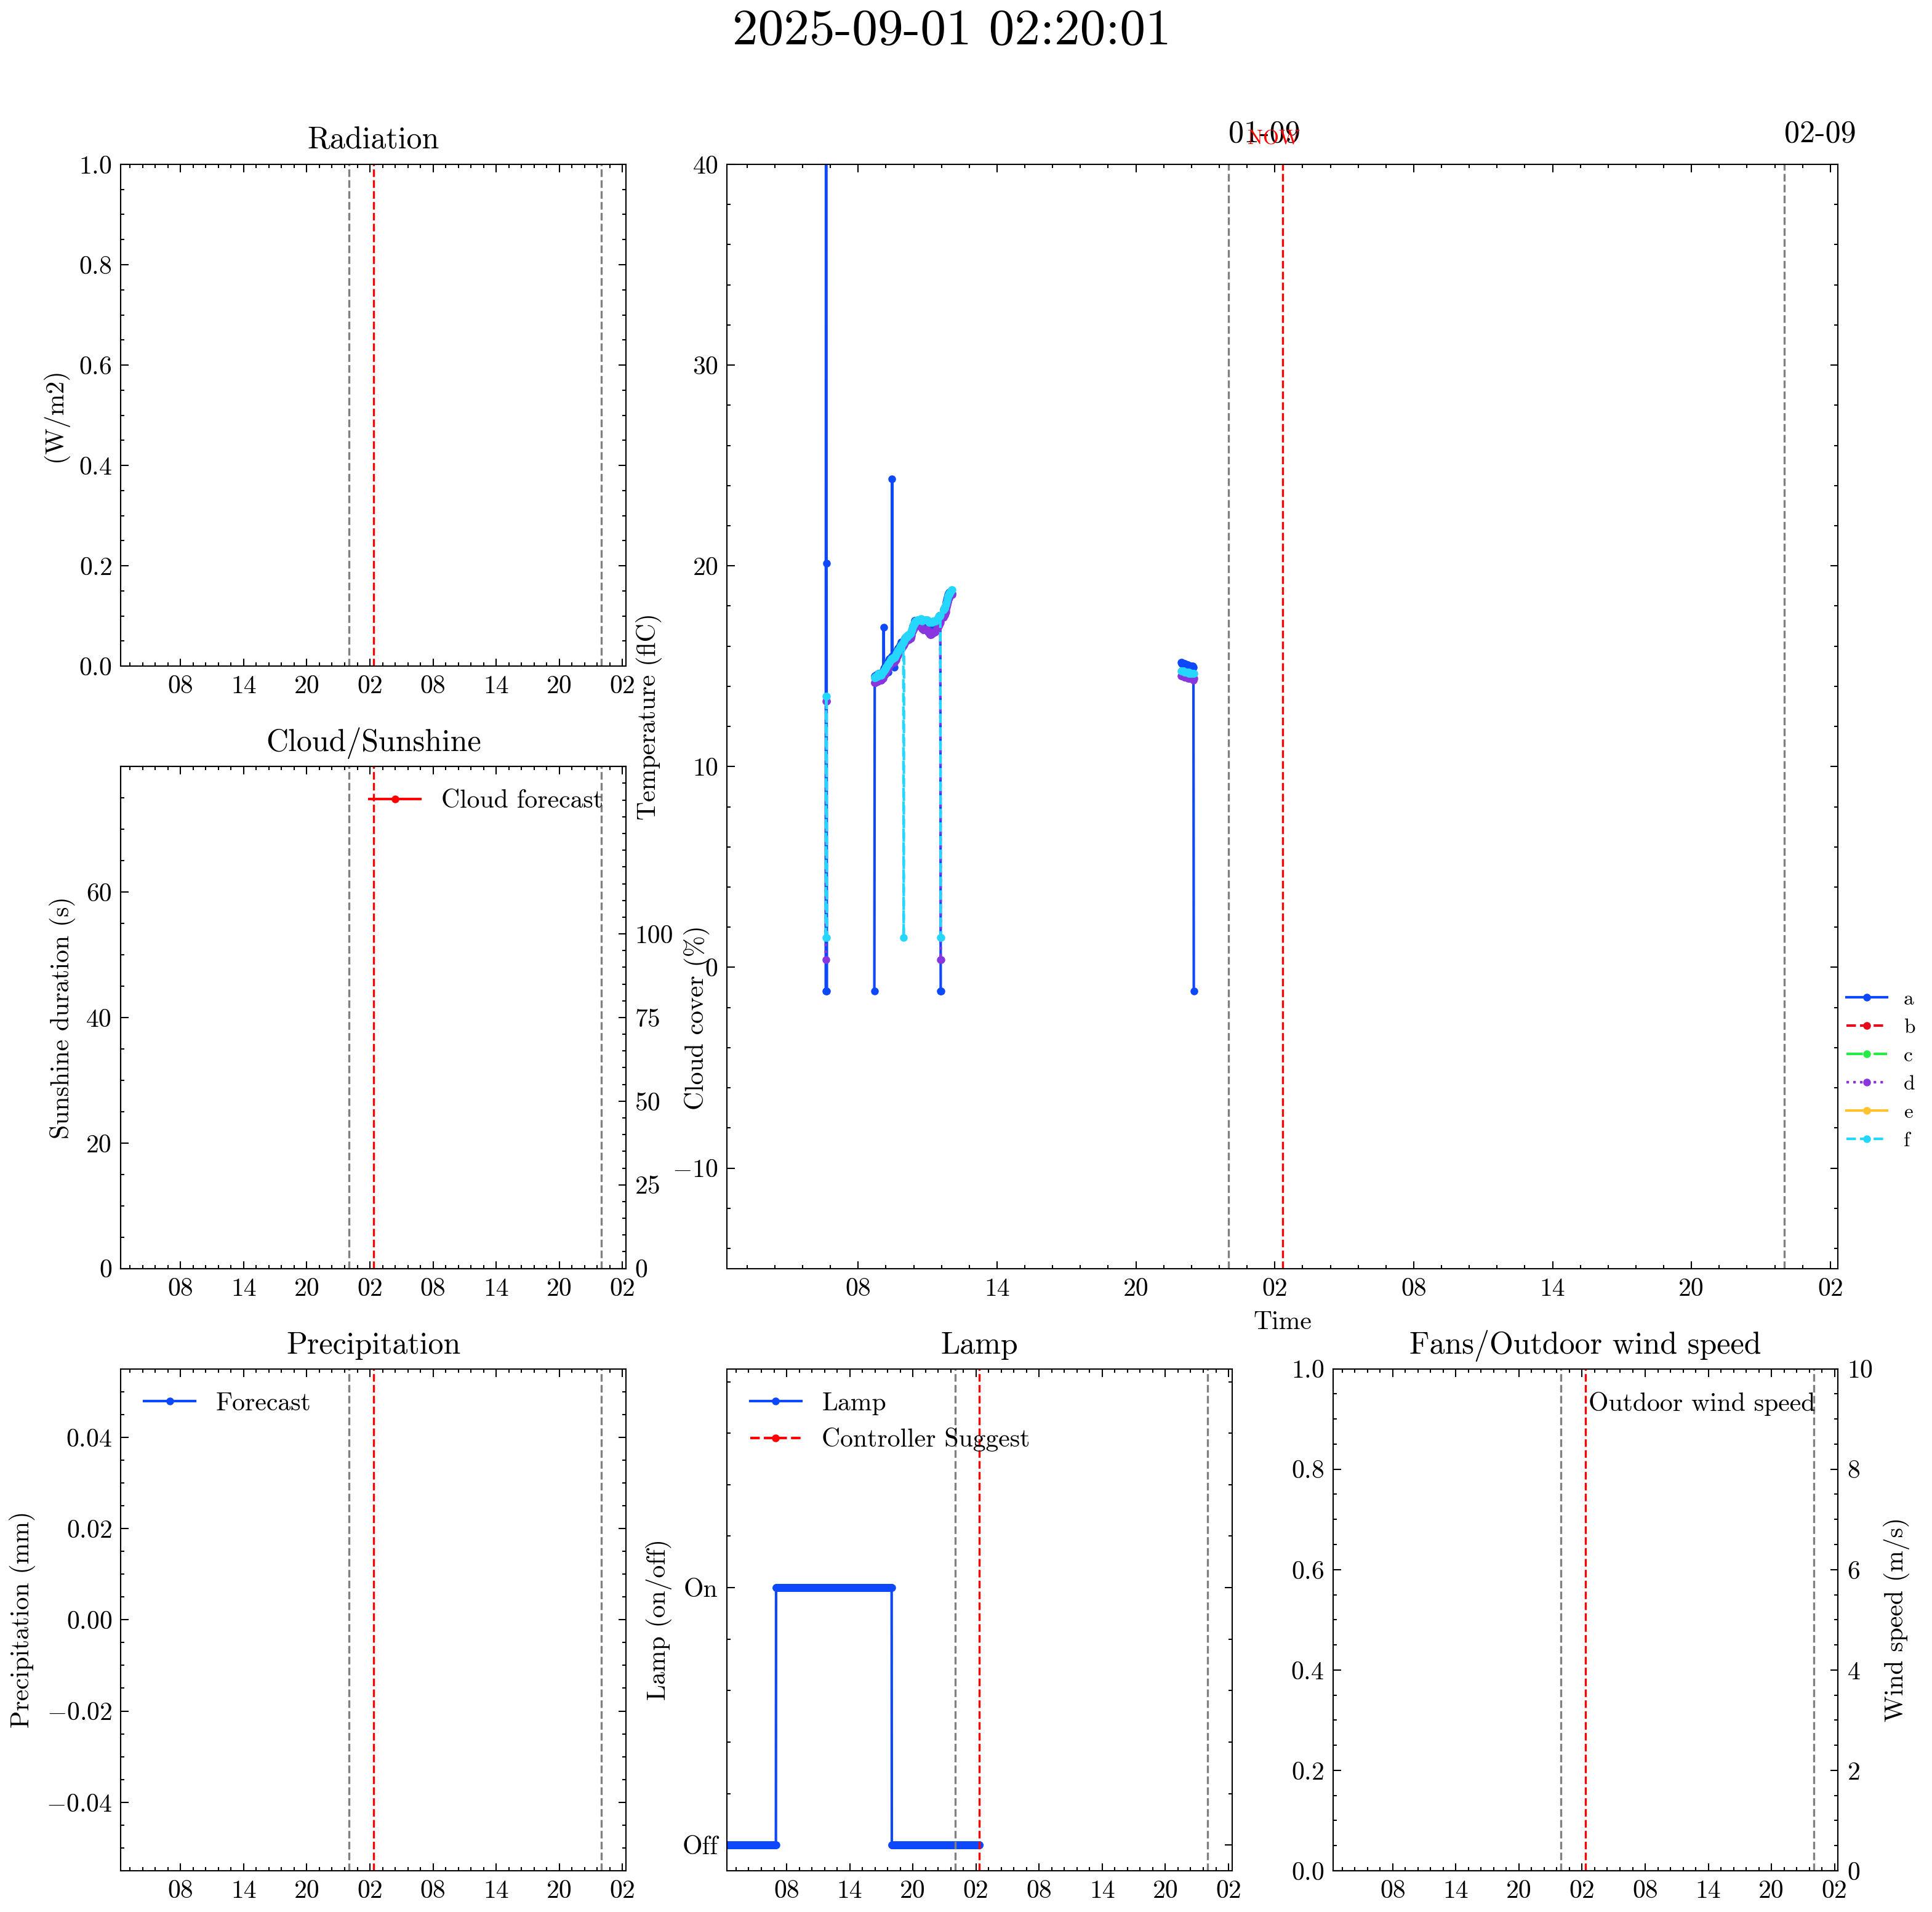 2025-09-01 02:20:01
Radiation
1.0
0.8
0.6
0.4
0.2
0.0
(W/m2)
08 14 20 02 08 14 20 02
01-09
NOW
02-09
40
30
20
10
0
−10
Temperature (flC)
08 14 20 02 08 14 20 02
Time
a
b
c
d
e
f
Cloud/Sunshine
Cloud forecast
60
40
20
0
Sunshine duration (s)
100
75
50
25
0
Cloud cover (%)
08 14 20 02 08 14 20 02
Precipitation
Forecast
0.04
0.02
0.00
−0.02
−0.04
Precipitation (mm)
08 14 20 02 08 14 20 02
Lamp
Lamp
Controller Suggest
On
Off
Lamp (on/off)
08 14 20 02 08 14 20 02
Fans/Outdoor wind speed
Outdoor wind speed
1.0
0.8
0.6
0.4
0.2
0.0
10
8
6
4
2
0
Wind speed (m/s)
08 14 20 02 08 14 20 02